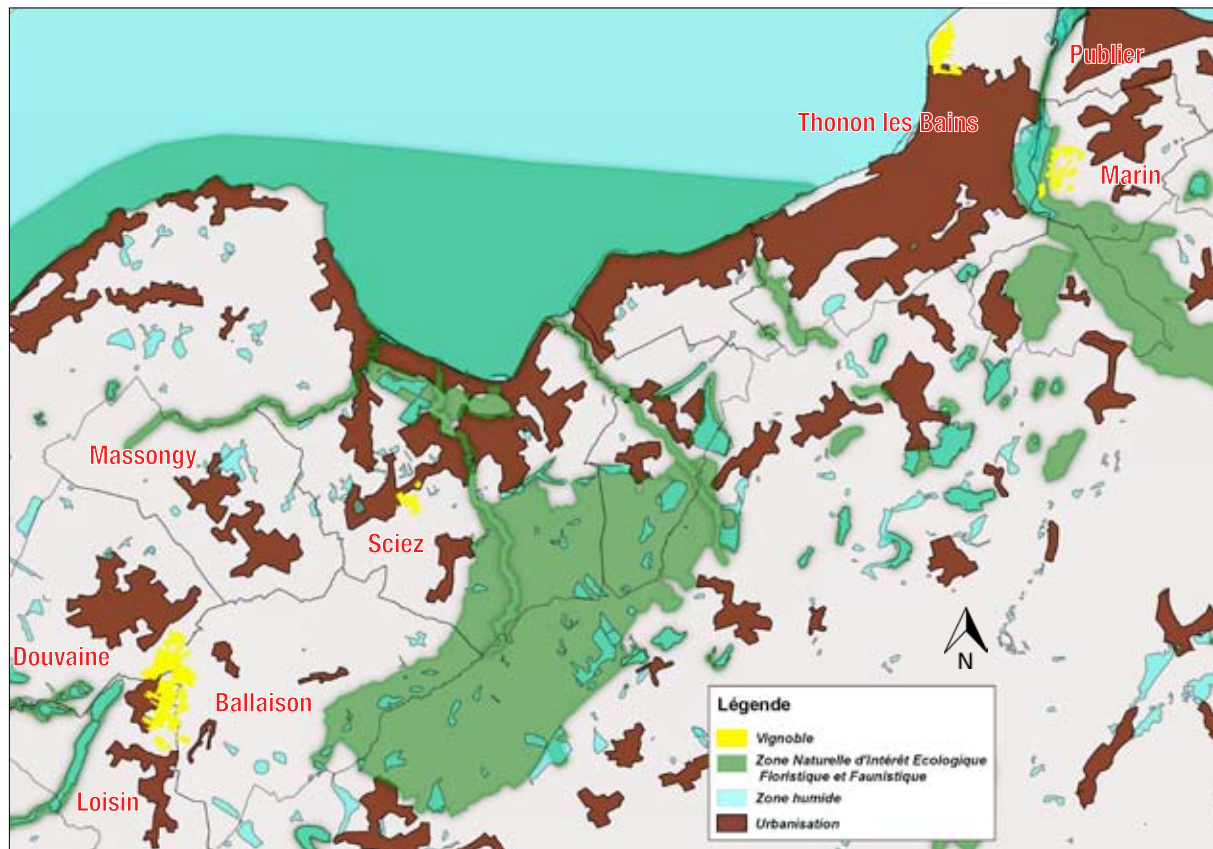 Publier
Thonon les Bains
Marin
Massongy
Sciez
Douvaine
Ballaison
Loisin
N
Légende
Vignoble
Zone Naturelle d'Intérêt Ecologique
Floristique et Faunistique
Zone humide
Urbanisation